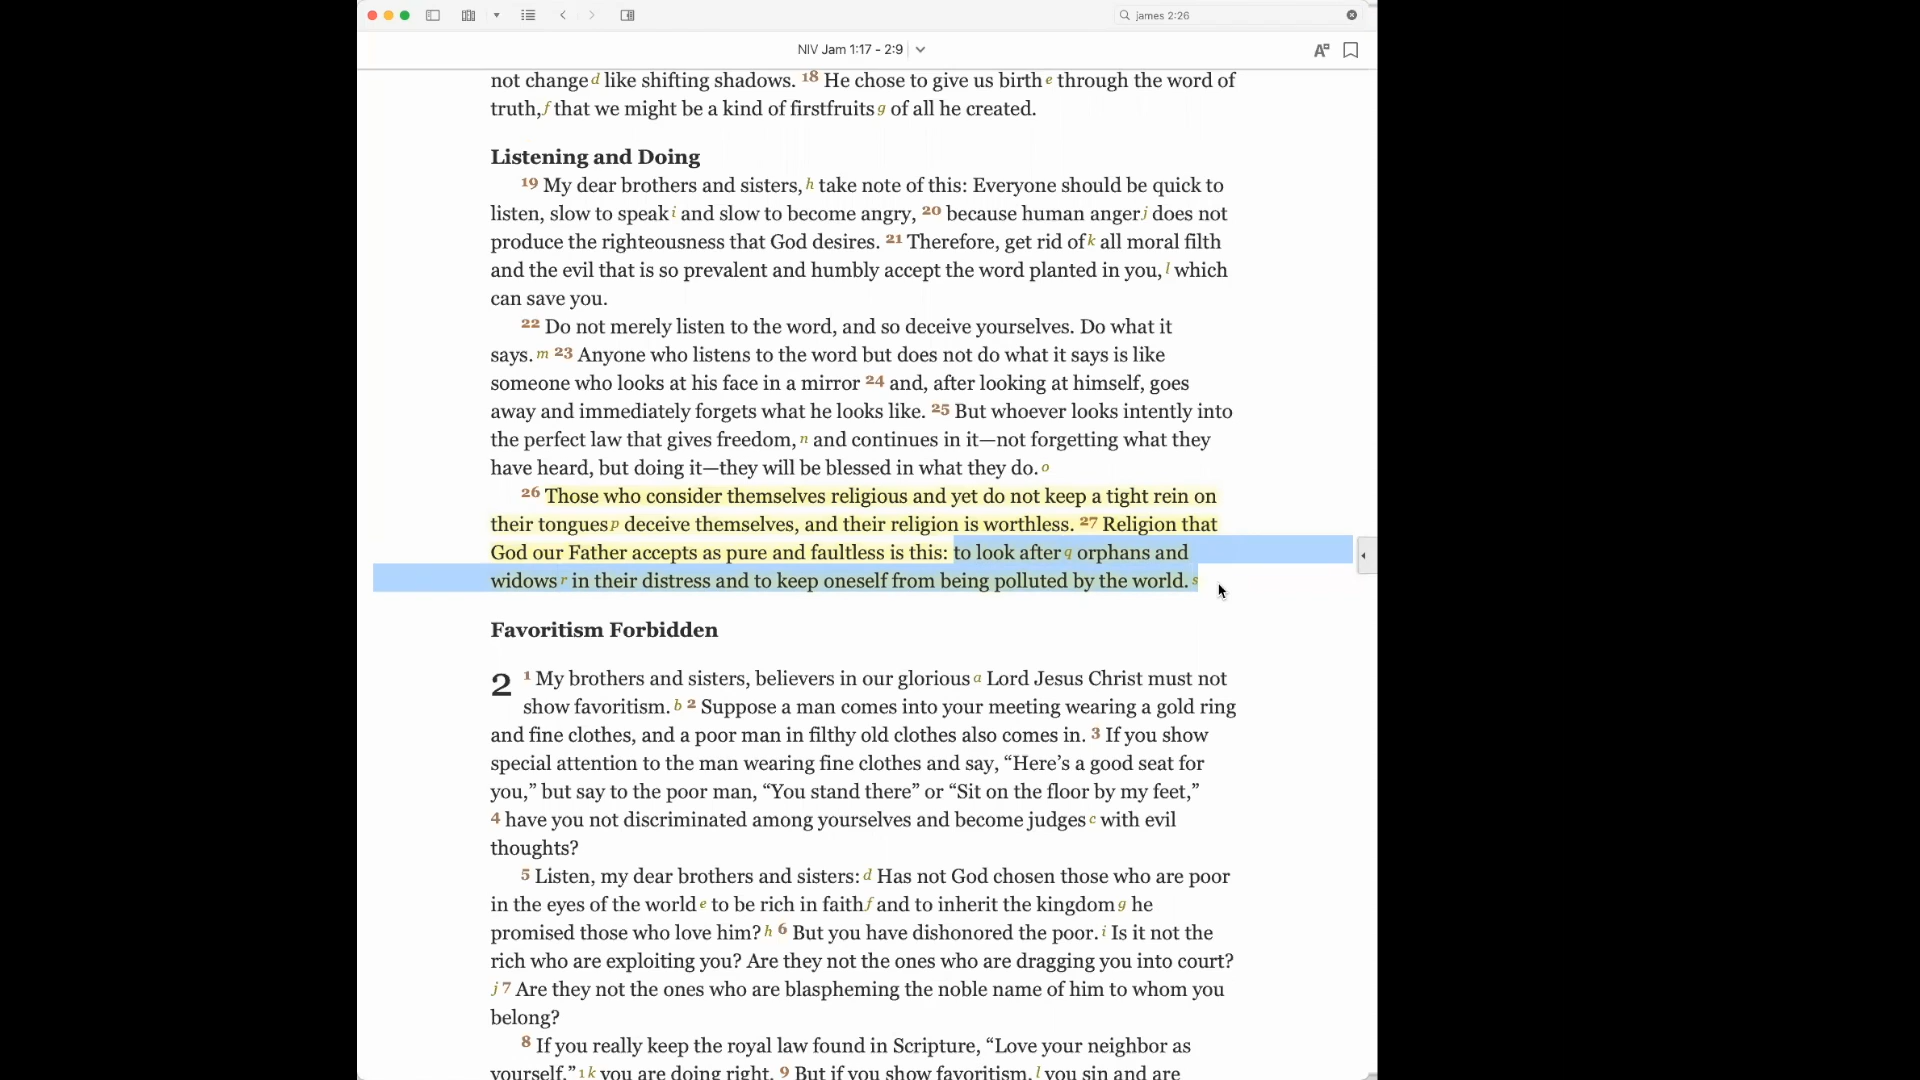 james 2:26
NIV Jam 1:17 - 2:9
not change d like shifting shadows. 18 He chose to give us birth e through the word of
truth, f that we might be a kind of firstfruits g of all he created.
Listening and Doing
19 My dear brothers and sisters, h take note of this: Everyone should be quick to
listen, slow to speak i and slow to become angry, 20 because human anger j does not
produce the righteousness that God desires. 21 Therefore, get rid of k all moral filth
and the evil that is so prevalent and humbly accept the word planted in you, l which
can save you.
22 Do not merely listen to the word, and so deceive yourselves. Do what it
says. m 23 Anyone who listens to the word but does not do what it says is like
someone who looks at his face in a mirror 24 and, after looking at himself, goes
away and immediately forgets what he looks like. 25 But whoever looks intently into
the perfect law that gives freedom, n and continues in it—not forgetting what they
have heard, but doing it—they will be blessed in what they do. o
26 Those who consider themselves religious and yet do not keep a tight rein on
their tongues p deceive themselves, and their religion is worthless. 27 Religion that
God our Father accepts as pure and faultless is this: to look after q orphans and
widows r in their distress and to keep oneself from being polluted by the world. s
Favoritism Forbidden
2 1 My brothers and sisters, believers in our glorious a Lord Jesus Christ must not
show favoritism. b 2 Suppose a man comes into your meeting wearing a gold ring
and fine clothes, and a poor man in filthy old clothes also comes in. 3 If you show
special attention to the man wearing fine clothes and say, “Here’s a good seat for
you,” but say to the poor man, “You stand there” or “Sit on the floor by my feet,”
4 have you not discriminated among yourselves and become judges c with evil
thoughts?
5 Listen, my dear brothers and sisters: d Has not God chosen those who are poor
in the eyes of the world e to be rich in faith f and to inherit the kingdom g he
promised those who love him? h 6 But you have dishonored the poor. i Is it not the
rich who are exploiting you? Are they not the ones who are dragging you into court?
j 7 Are they not the ones who are blaspheming the noble name of him to whom you
belong?
8 If you really keep the royal law found in Scripture, “Love your neighbor as
yourself,” 1 k you are doing right. 9 But if you show favoritism, l you sin and are